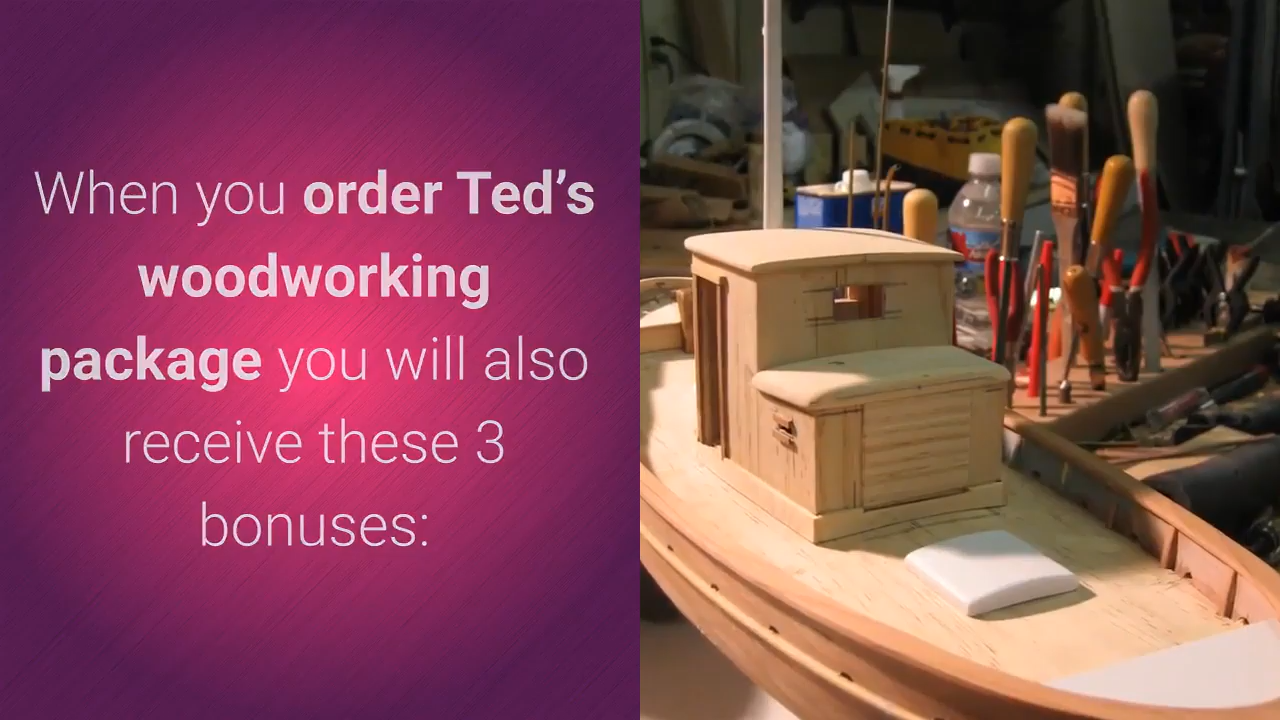 When you order Ted’s
woodworking
package you will also
receive these 3
bonuses: